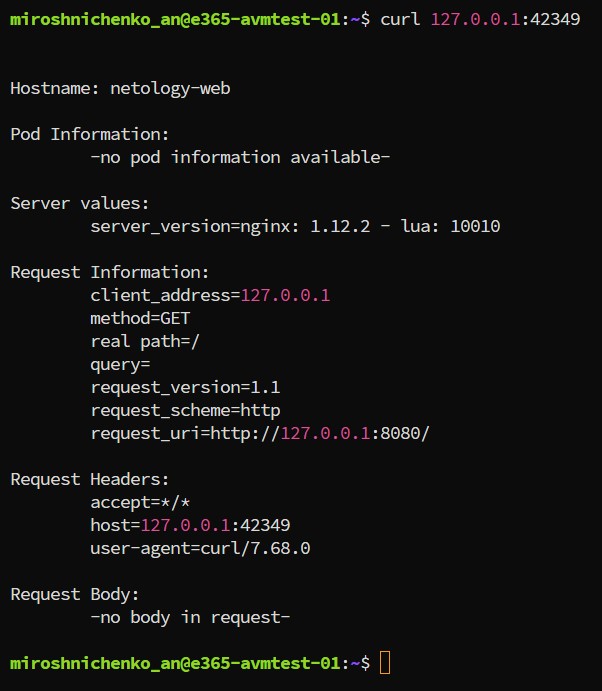 miroshnichenko_an@e365-avmtest-01:~$ curl 127.0.0.1:42349
Hostname: netology-web
Pod Information:
-no pod information available-
Server values:
server_version=nginx: 1.12.2 - lua: 10010
Request Information:
client_address=127.0.0.1
method=GET
real path=/
query=
request_version=1.1
request_scheme=http
request_uri=http://127.0.0.1:8080/
Request Headers:
accept=*/*
host=127.0.0.1:42349
user-agent=curl/7.68.0
Request Body:
-no body in request-
miroshnichenko_an@e365-avmtest-01:~$